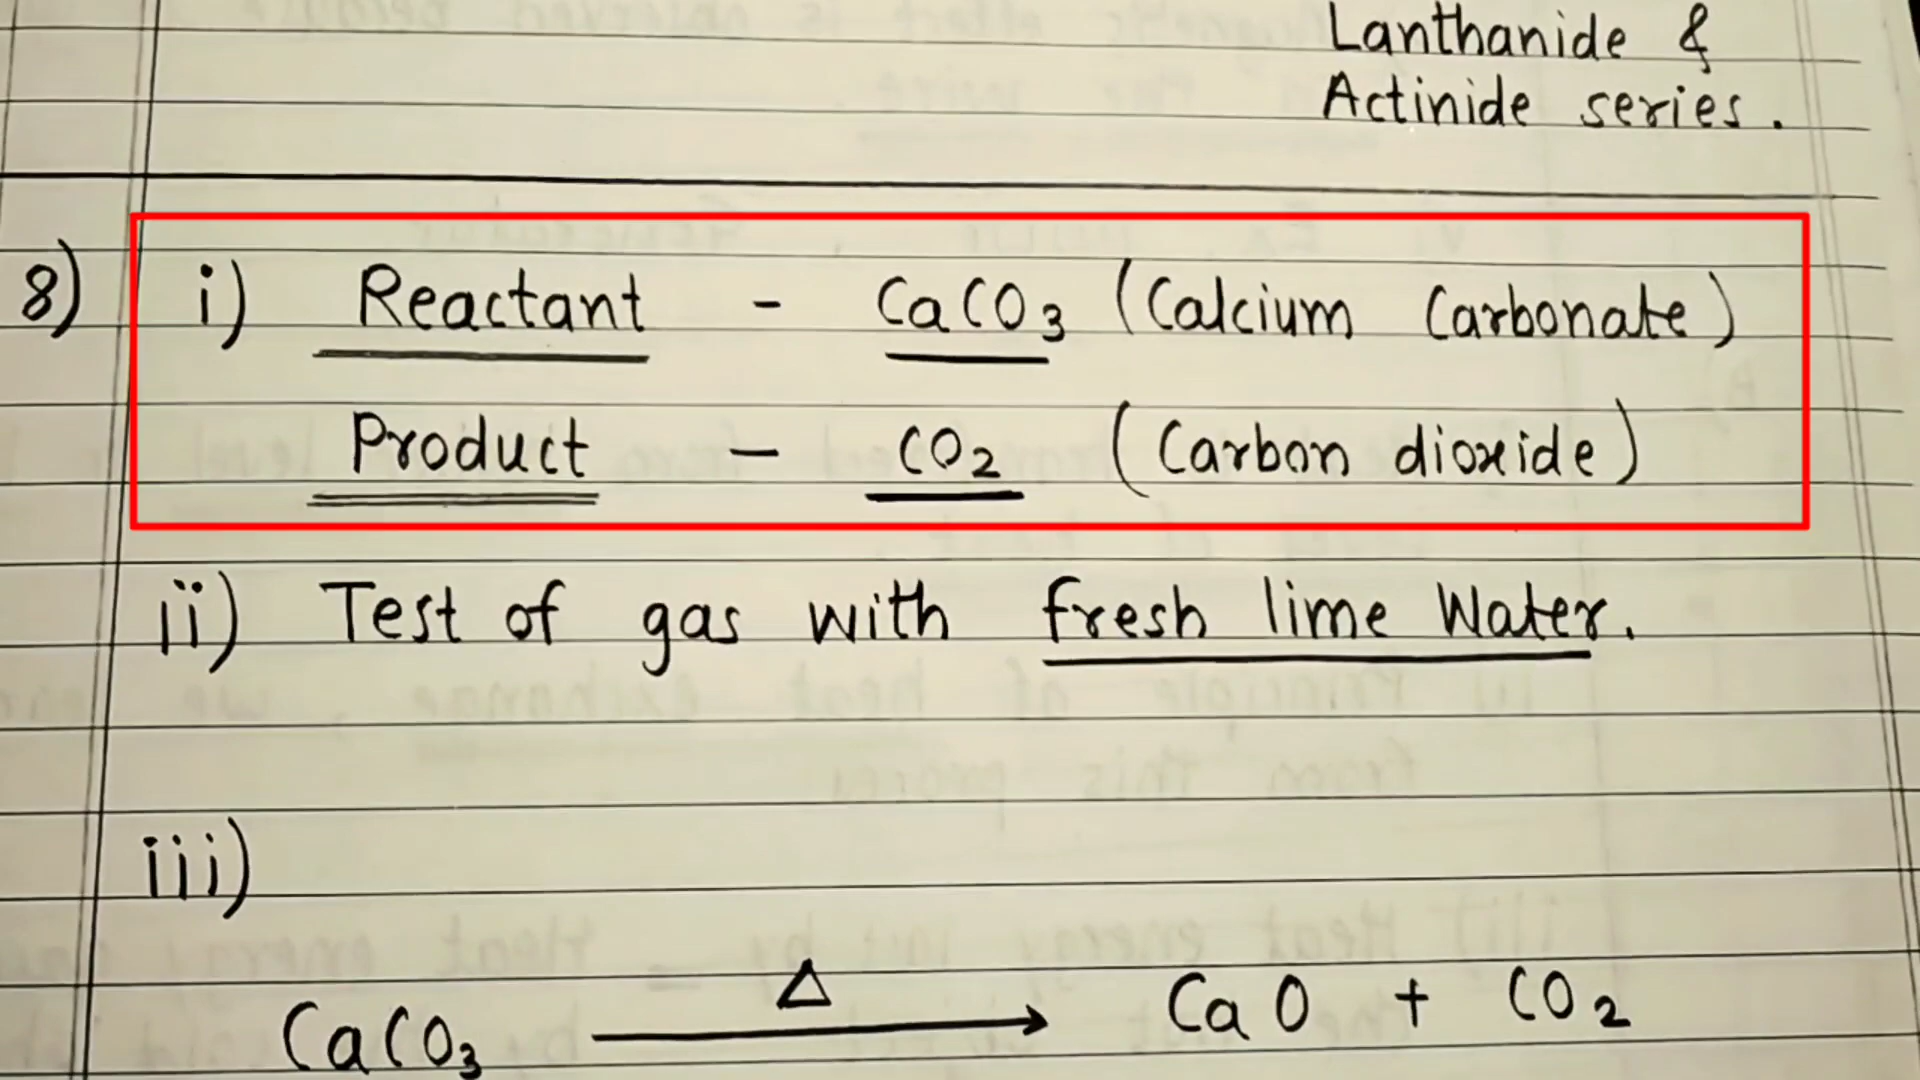 Lanthanide &
Actinide series.
8) i) Reactant - CaCO₃ (Calcium Carbonate)
Product - CO₂ (Carbon dioxide)
ii) Test of gas with fresh lime Water.
iii)
CaCO₃ —Δ→ CaO + CO₂